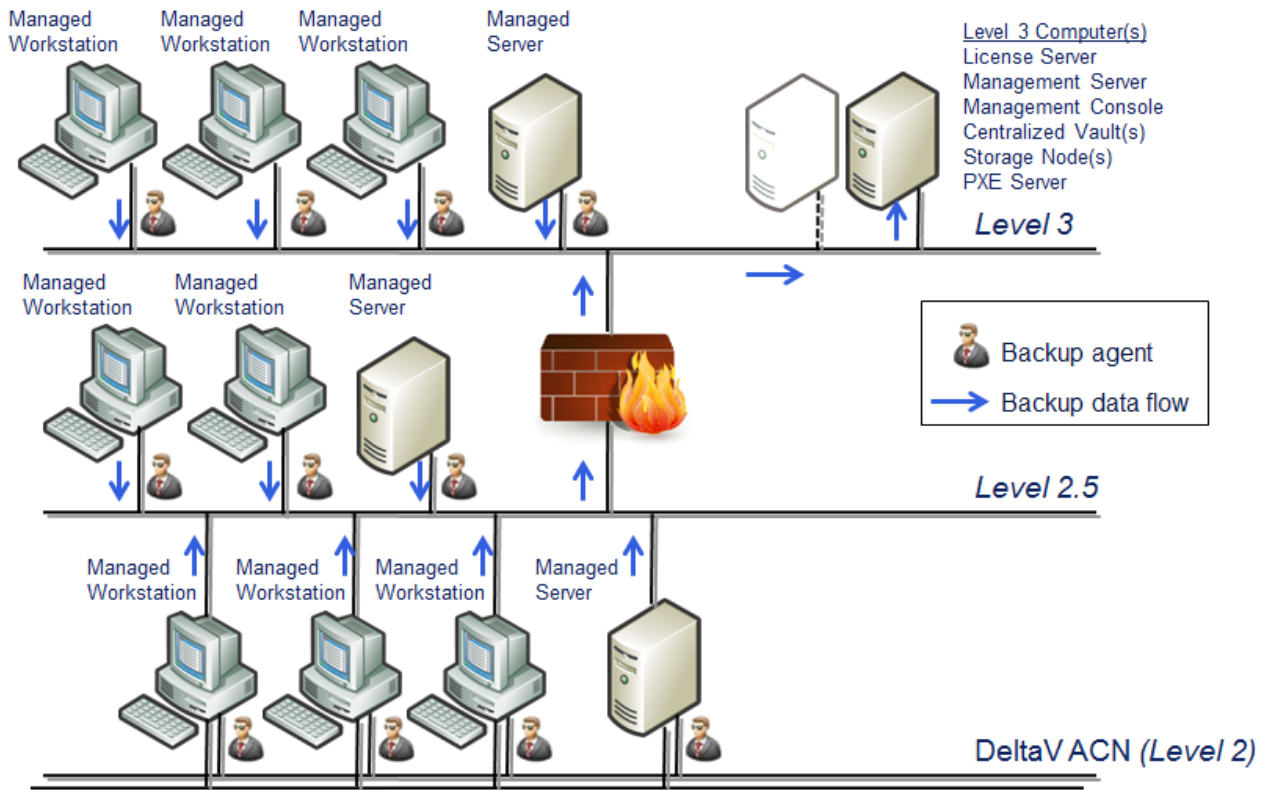 Managed
Workstation
Managed
Workstation
Managed
Workstation
Managed
Server
Level 3 Computer(s)
License Server
Management Server
Management Console
Centralized Vault(s)
Storage Node(s)
PXE Server
Level 3
Managed
Workstation
Managed
Workstation
Managed
Server
Backup agent
Backup data flow
Level 2.5
Managed
Workstation
Managed
Workstation
Managed
Workstation
Managed
Server
DeltaV ACN (Level 2)